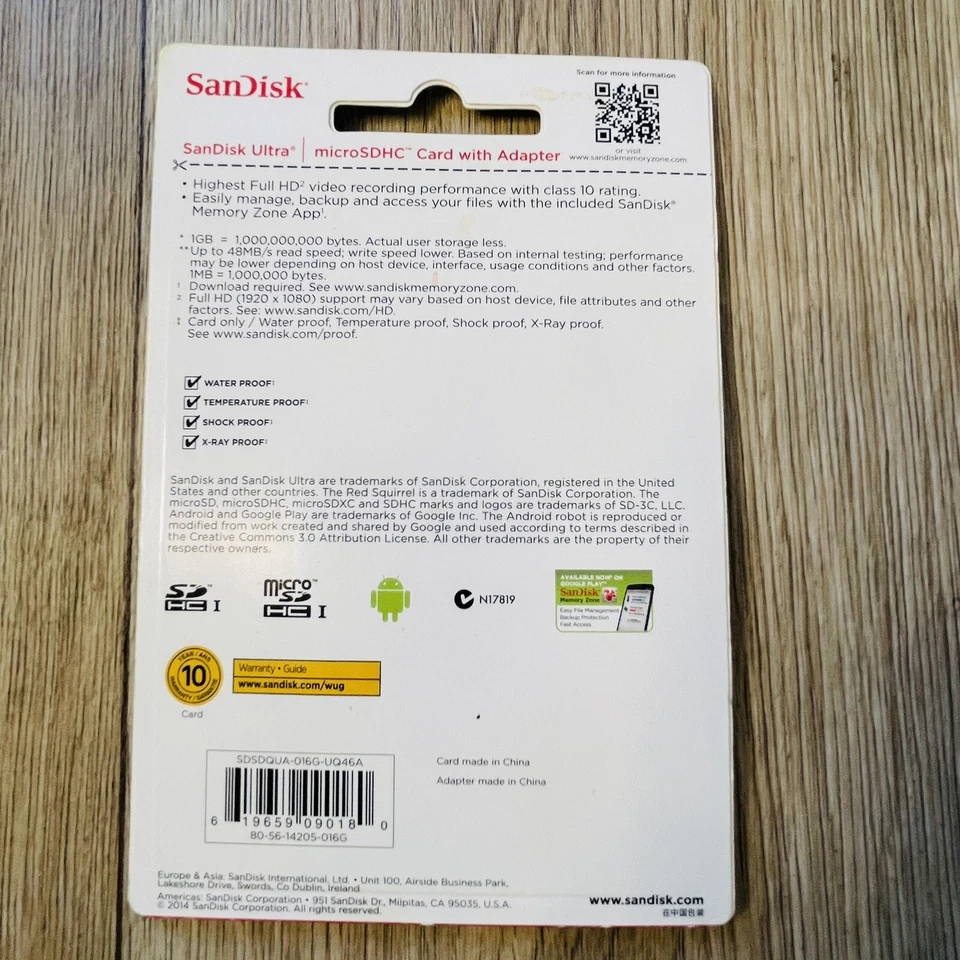 SanDisk®
Scan for more information
or visit
www.sandiskmemoryzone.com
SanDisk Ultra® | microSDHC™ Card with Adapter
• Highest Full HD² video recording performance with class 10 rating.
• Easily manage, backup and access your files with the included SanDisk®
Memory Zone App¹.
* 1GB = 1,000,000,000 bytes. Actual user storage less.
** Up to 48MB/s read speed; write speed lower. Based on internal testing; performance
may be lower depending on host device, interface, usage conditions and other factors.
1MB = 1,000,000 bytes.
¹ Download required. See www.sandiskmemoryzone.com.
² Full HD (1920 x 1080) support may vary based on host device, file attributes and other
factors. See: www.sandisk.com/HD.
‡ Card only / Water proof, Temperature proof, Shock proof, X-Ray proof.
See www.sandisk.com/proof.
WATER PROOF‡
TEMPERATURE PROOF‡
SHOCK PROOF‡
X-RAY PROOF‡
SanDisk and SanDisk Ultra are trademarks of SanDisk Corporation, registered in the United
States and other countries. The Red Squirrel is a trademark of SanDisk Corporation. The
microSD, microSDHC, microSDXC and SDHC marks and logos are trademarks of SD-3C, LLC.
Android and Google Play are trademarks of Google Inc. The Android robot is reproduced or
modified from work created and shared by Google and used according to terms described in
the Creative Commons 3.0 Attribution License. All other trademarks are the property of their
respective owners.
SD™ HC I
micro™ SD HC I
N17819
AVAILABLE NOW ON
GOOGLE PLAY™
SanDisk®
Memory Zone
Easy File Management
Backup Protection
Fast Access
YEAR / ANS
10
WARRANTY / GARANTIE
Card
Warranty • Guide
www.sandisk.com/wug
SDSDQUA-016G-UQ46A
6 19659 09018 0
80-56-14205-016G
Card made in China
Adapter made in China
Europe & Asia: SanDisk International, Ltd. • Unit 100, Airside Business Park,
Lakeshore Drive, Swords, Co Dublin, Ireland
Americas: SanDisk Corporation • 951 SanDisk Dr., Milpitas, CA 95035, U.S.A.
© 2014 SanDisk Corporation. All rights reserved.
www.sandisk.com
在中国包装